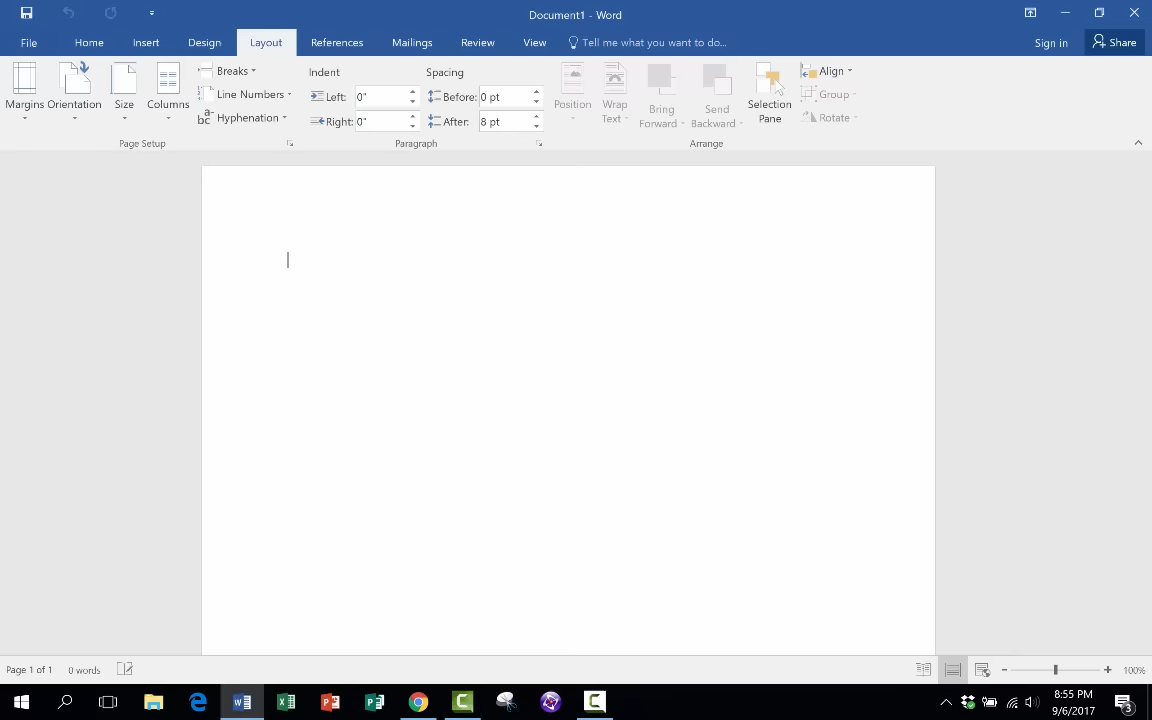 Document1 - Word
File Home Insert Design Layout References Mailings Review View Tell me what you want to do... Sign in Share
Margins Orientation Size Columns
Breaks
Line Numbers
Hyphenation
Page Setup
Indent
Left: 0"
Right: 0"
Spacing
Before: 0 pt
After: 8 pt
Paragraph
Position
Wrap Text
Bring Forward
Send Backward
Selection Pane
Align
Group
Rotate
Arrange
Page 1 of 1 0 words 100%
8:55 PM
9/6/2017
3